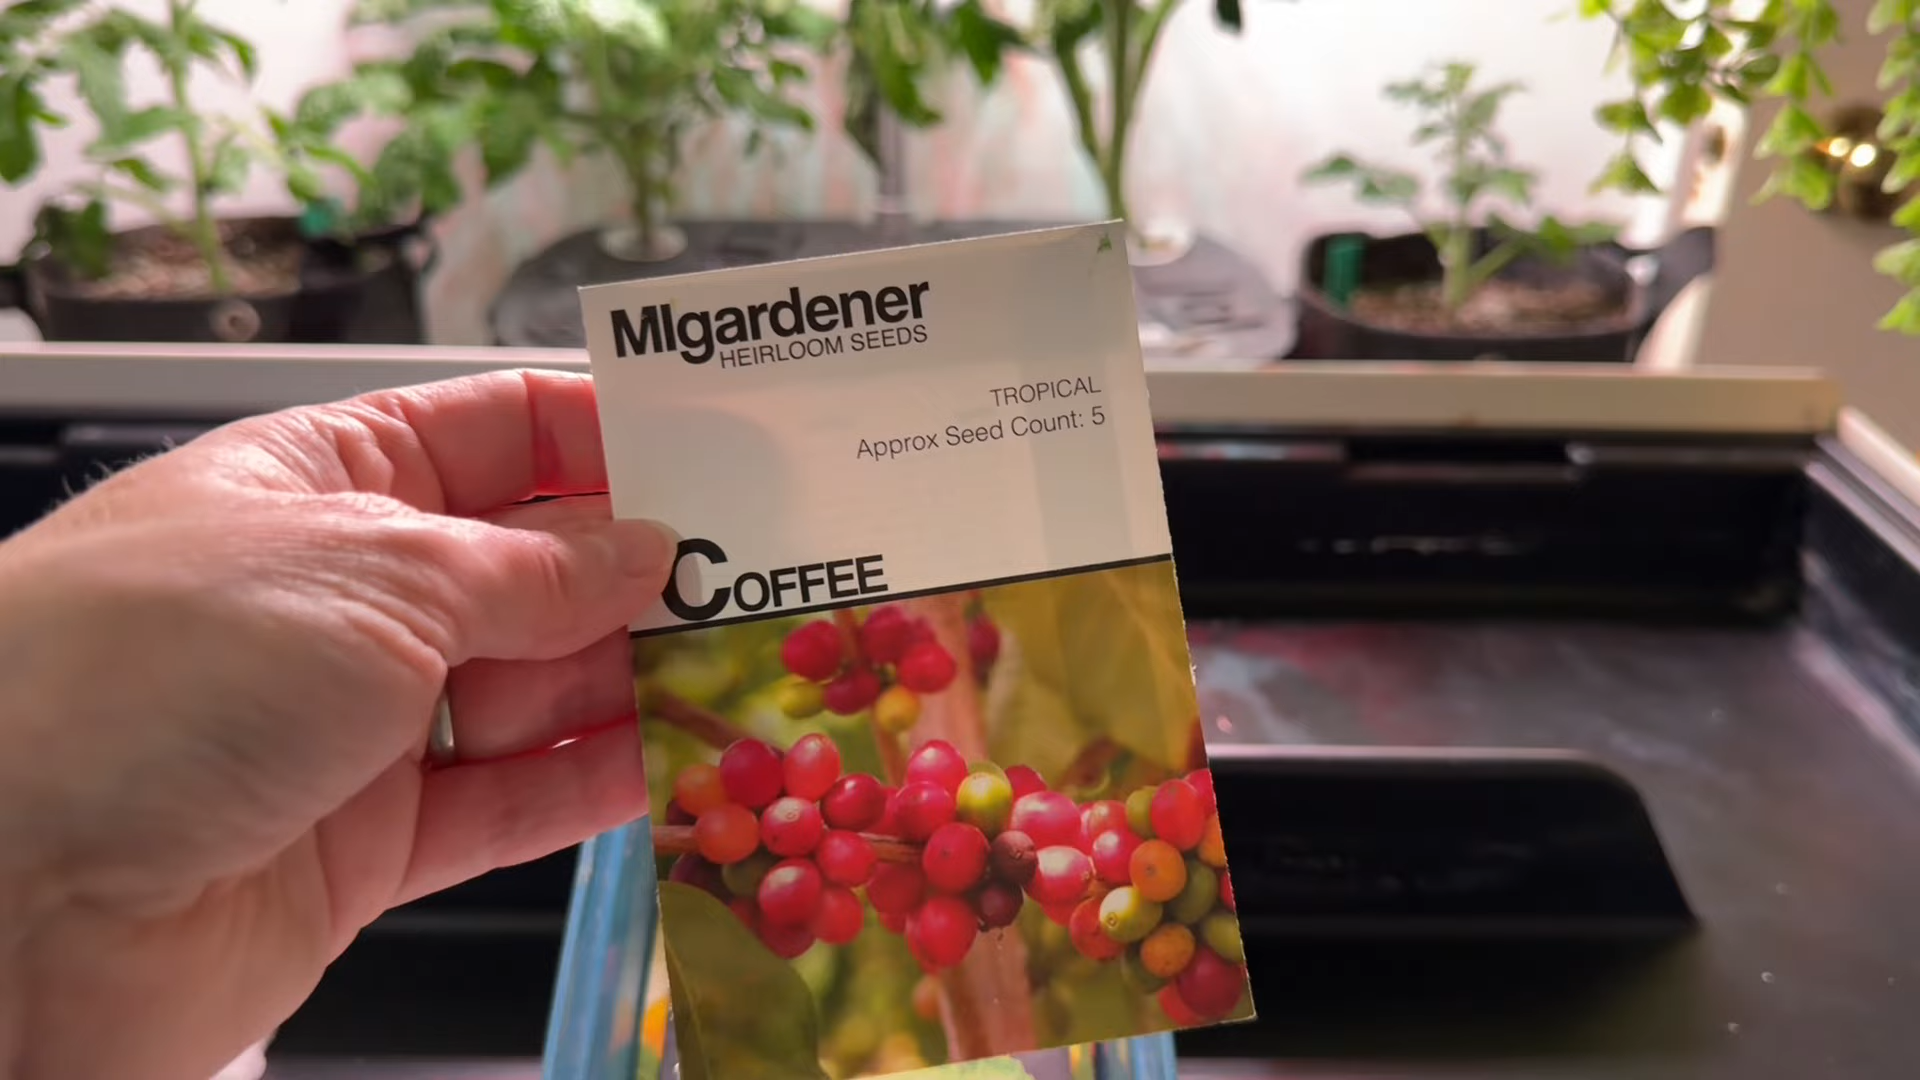 MIgardener
HEIRLOOM SEEDS
TROPICAL
Approx Seed Count: 5
COFFEE